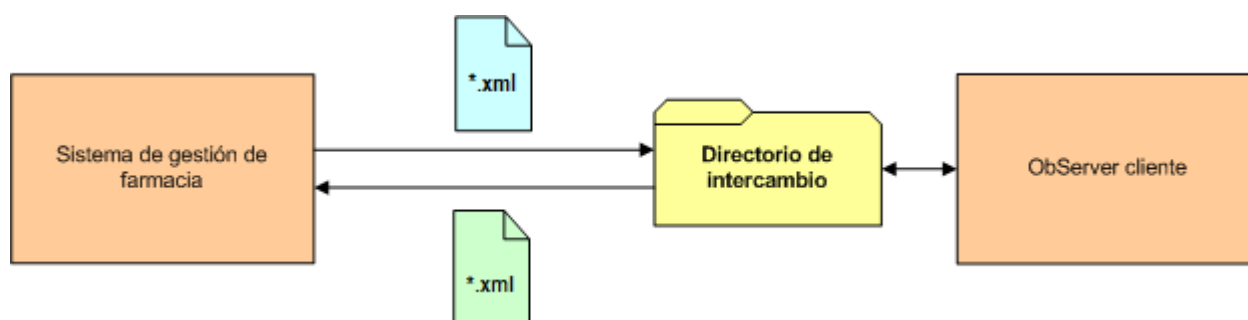 *.xml
Sistema de gestión de
farmacia
Directorio de
intercambio
ObServer cliente
*.xml